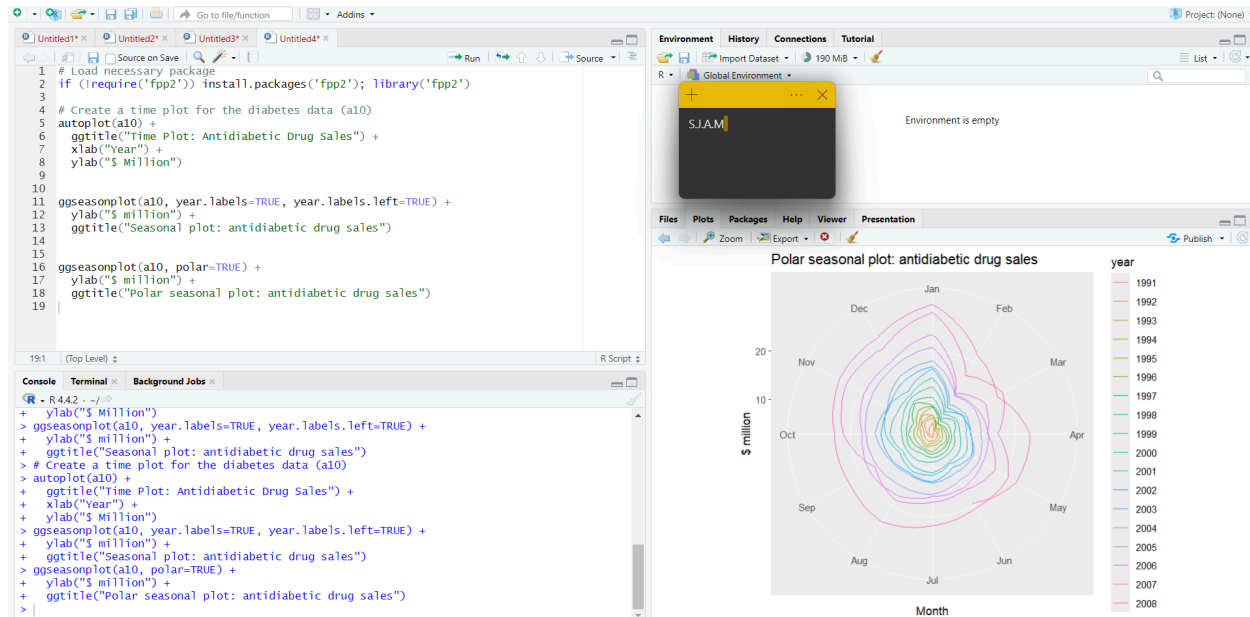 Go to file/function
Addins
Project: (None)
Untitled1*
Untitled2*
Untitled3*
Untitled4*
Source on Save
Run
Source
1 # Load necessary package
2 if (!require('fpp2')) install.packages('fpp2'); library('fpp2')
3
4 # Create a time plot for the diabetes data (a10)
5 autoplot(a10) +
6   ggtitle("Time Plot: Antidiabetic Drug Sales") +
7   xlab("Year") +
8   ylab("$ Million")
9
10
11 ggseasonplot(a10, year.labels=TRUE, year.labels.left=TRUE) +
12   ylab("$ million") +
13   ggtitle("Seasonal plot: antidiabetic drug sales")
14
15
16 ggseasonplot(a10, polar=TRUE) +
17   ylab("$ million") +
18   ggtitle("Polar seasonal plot: antidiabetic drug sales")
19
19:1 (Top Level) R Script
Console Terminal Background Jobs
R 4.4.2 · ~/
+   ylab("$ Million")
> ggseasonplot(a10, year.labels=TRUE, year.labels.left=TRUE) +
+   ylab("$ million") +
+   ggtitle("Seasonal plot: antidiabetic drug sales")
> # Create a time plot for the diabetes data (a10)
> autoplot(a10) +
+   ggtitle("Time Plot: Antidiabetic Drug Sales") +
+   xlab("Year") +
+   ylab("$ Million")
> ggseasonplot(a10, year.labels=TRUE, year.labels.left=TRUE) +
+   ylab("$ million") +
+   ggtitle("Seasonal plot: antidiabetic drug sales")
> ggseasonplot(a10, polar=TRUE) +
+   ylab("$ million") +
+   ggtitle("Polar seasonal plot: antidiabetic drug sales")
>
Environment History Connections Tutorial
Import Dataset 190 MiB List
R Global Environment
Environment is empty
S.J.A.M
Files Plots Packages Help Viewer Presentation
Zoom Export Publish
Polar seasonal plot: antidiabetic drug sales
Jan
Feb
Mar
Apr
May
Jun
Jul
Aug
Sep
Oct
Nov
Dec
20
10
$ million
Month
year
1991
1992
1993
1994
1995
1996
1997
1998
1999
2000
2001
2002
2003
2004
2005
2006
2007
2008